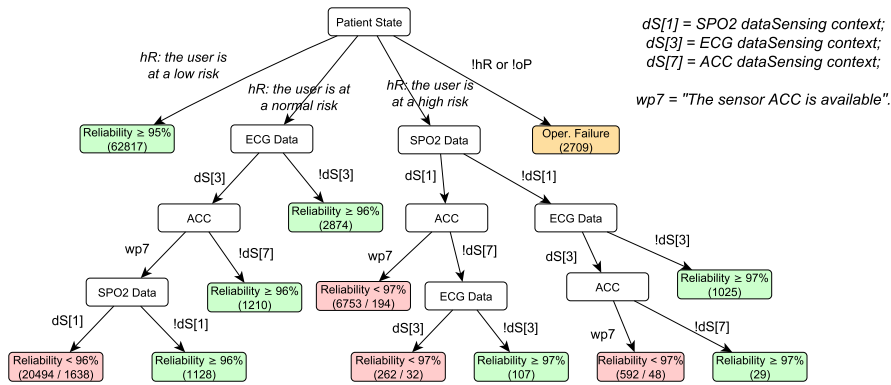 Patient State
dS[1] = SPO2 dataSensing context;
dS[3] = ECG dataSensing context;
dS[7] = ACC dataSensing context;
wp7 = "The sensor ACC is available".
hR: the user is
at a low risk
hR: the user is at
a normal risk
hR: the user is
at a high risk
!hR or !oP
Reliability ≥ 95%
(62817)
ECG Data
SPO2 Data
Oper. Failure
(2709)
dS[3]
!dS[3]
dS[1]
!dS[1]
ACC
Reliability ≥ 96%
(2874)
ACC
ECG Data
wp7
!dS[7]
wp7
!dS[7]
dS[3]
!dS[3]
SPO2 Data
Reliability ≥ 96%
(1210)
Reliability < 97%
(6753 / 194)
ECG Data
ACC
Reliability ≥ 97%
(1025)
dS[1]
!dS[1]
dS[3]
!dS[3]
wp7
!dS[7]
Reliability < 96%
(20494 / 1638)
Reliability ≥ 96%
(1128)
Reliability < 97%
(262 / 32)
Reliability ≥ 97%
(107)
Reliability < 97%
(592 / 48)
Reliability ≥ 97%
(29)